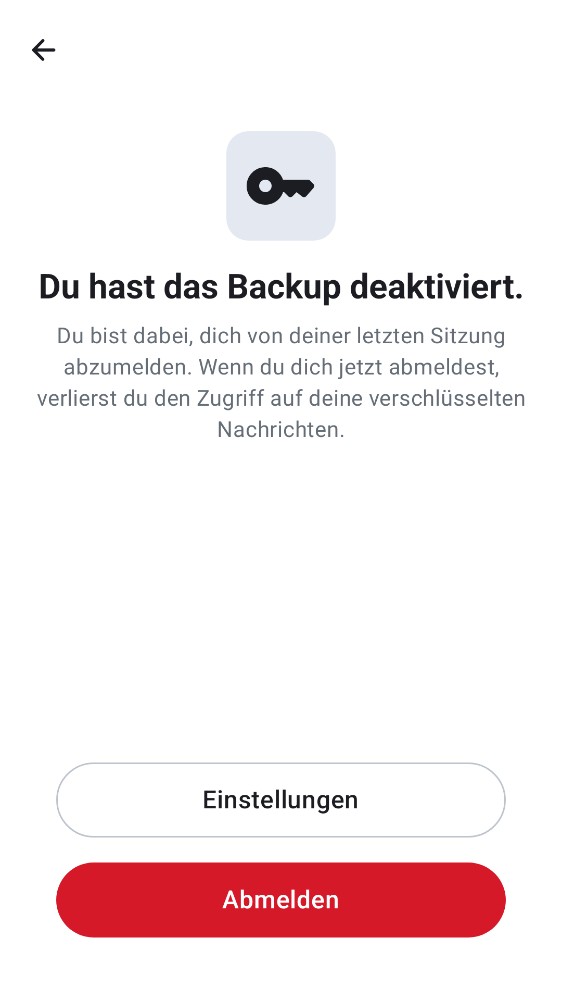 Du hast das Backup deaktiviert.
Du bist dabei, dich von deiner letzten Sitzung
abzumelden. Wenn du dich jetzt abmeldest,
verlierst du den Zugriff auf deine verschlüsselten
Nachrichten.
Einstellungen
Abmelden